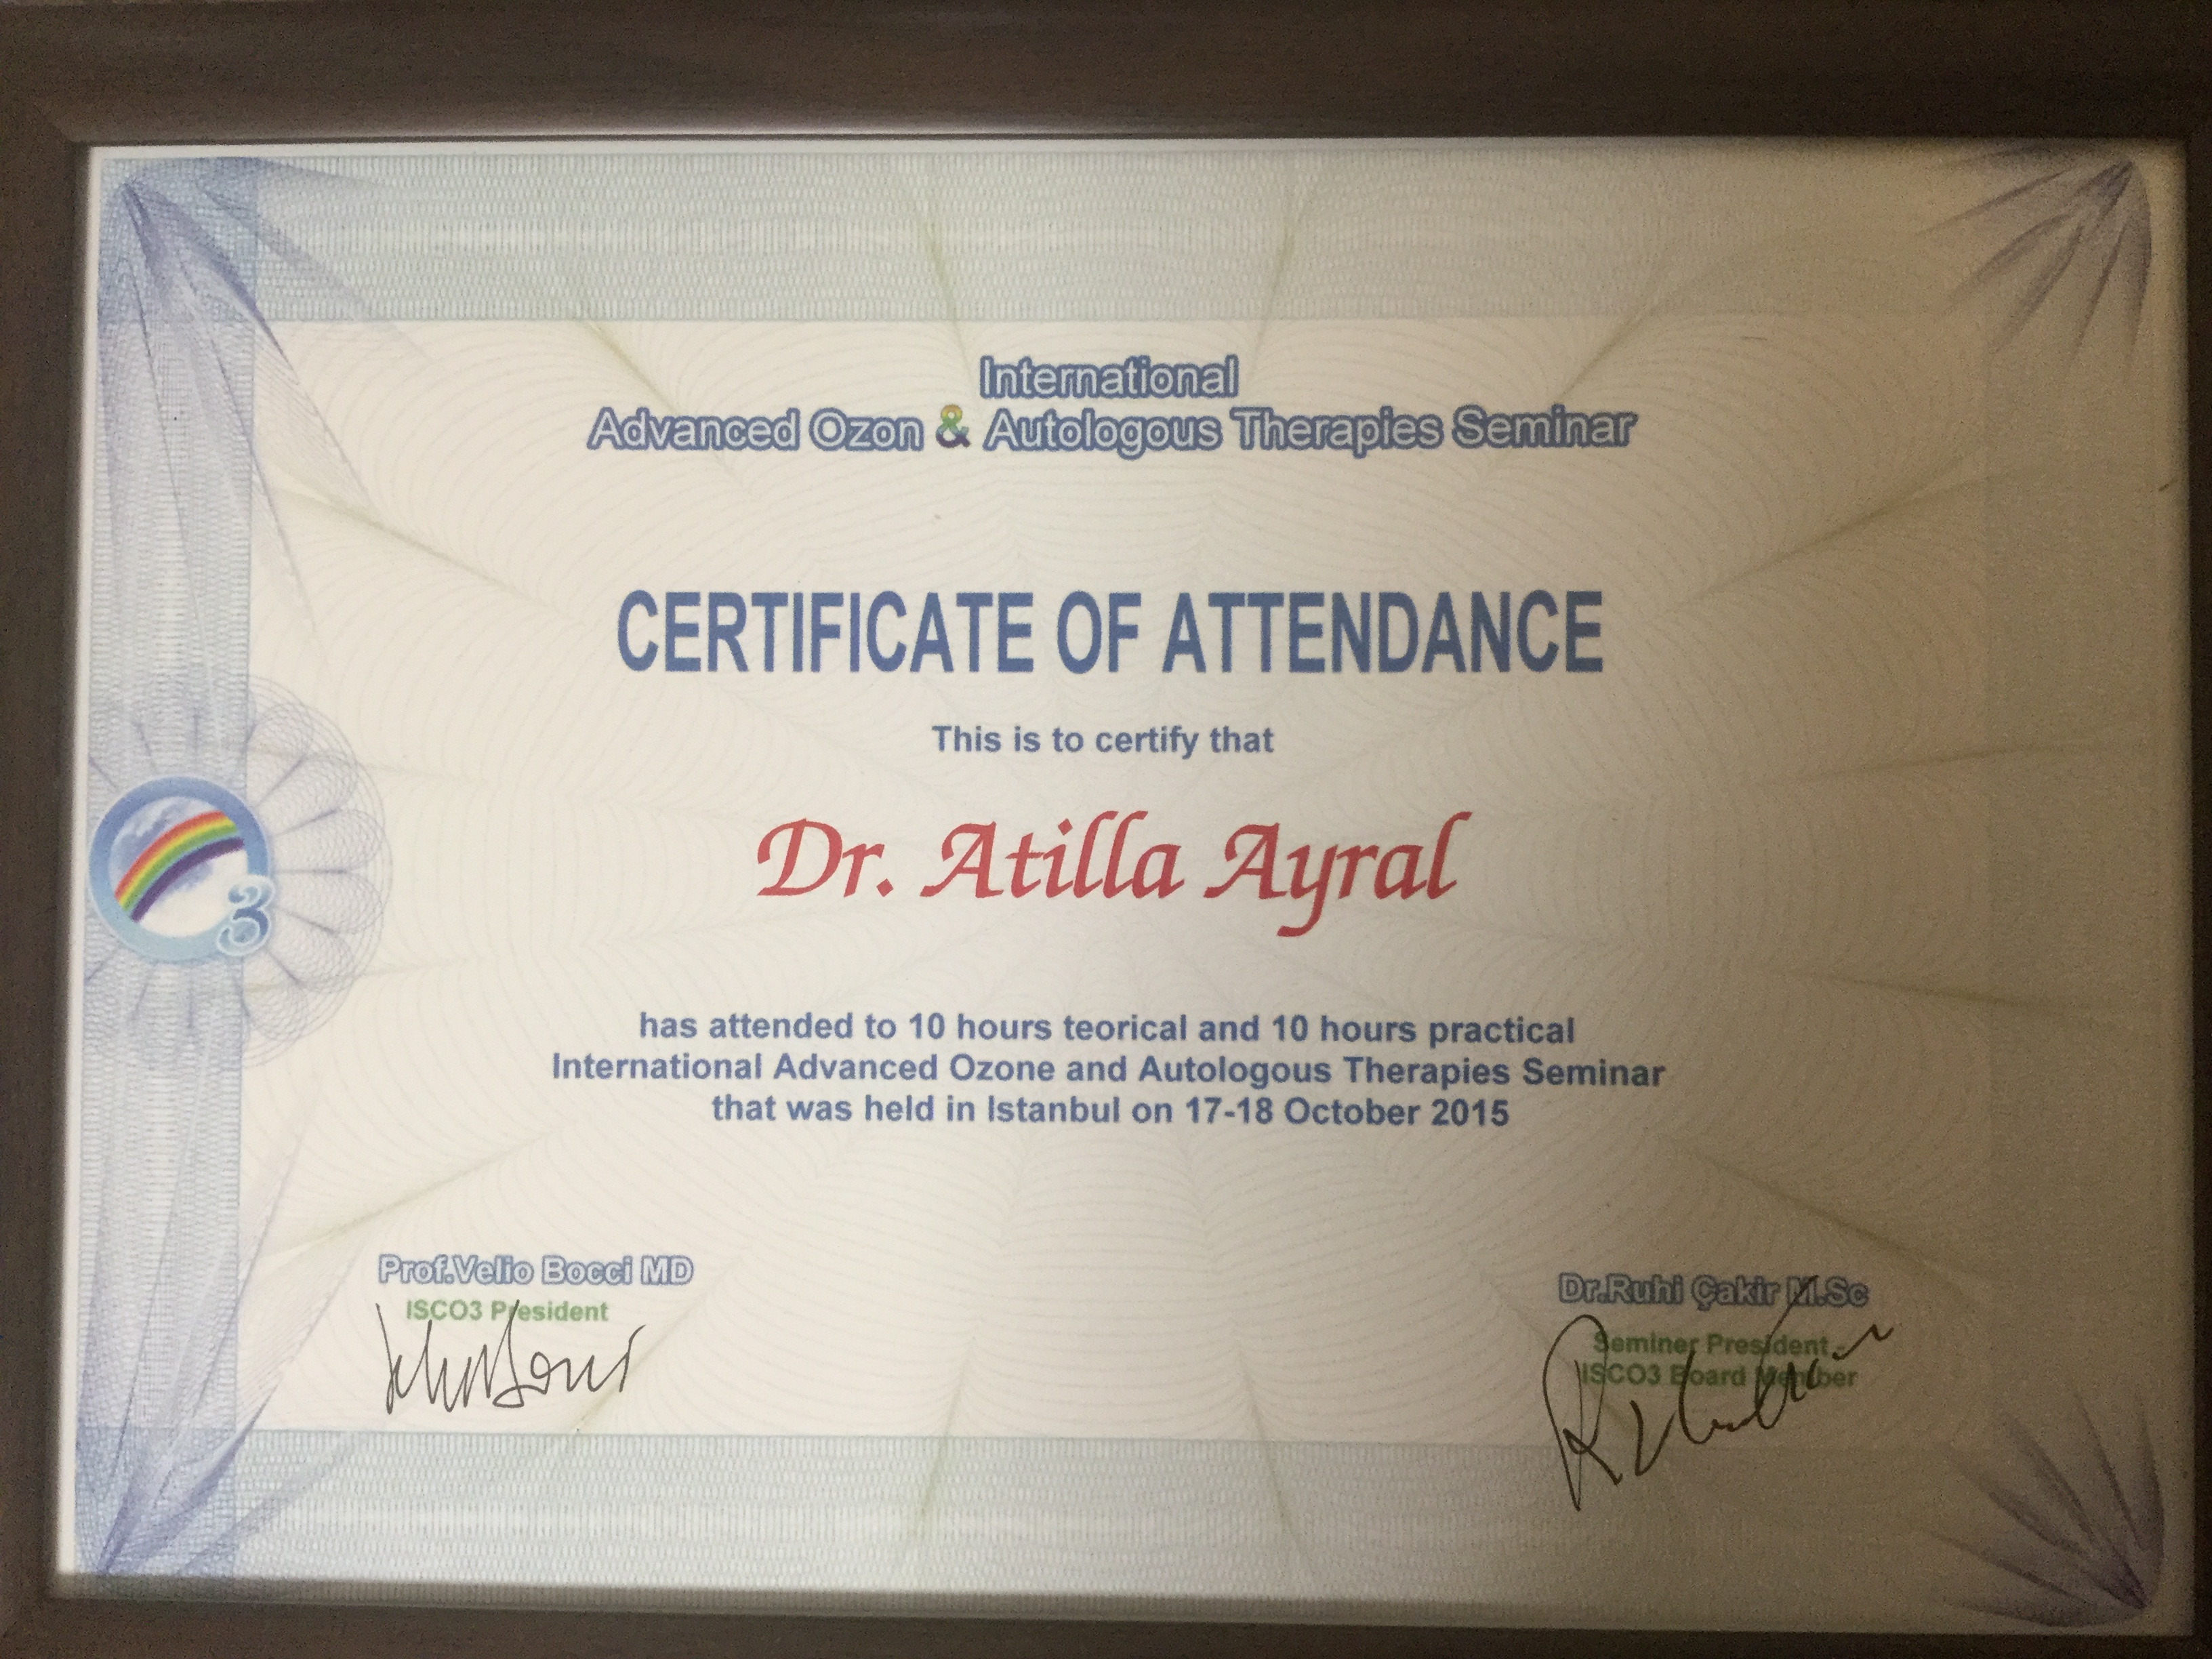 International
Advanced Ozon & Autologous Therapies Seminar
CERTIFICATE OF ATTENDANCE
This is to certify that
Dr. Atilla Ayral
has attended to 10 hours teorical and 10 hours practical
International Advanced Ozone and Autologous Therapies Seminar
that was held in Istanbul on 17-18 October 2015
3
Prof.Velio Bocci MD
ISCO3 President
Dr.Ruhi Çakir M.Sc
Seminer President -
ISCO3 Board Member